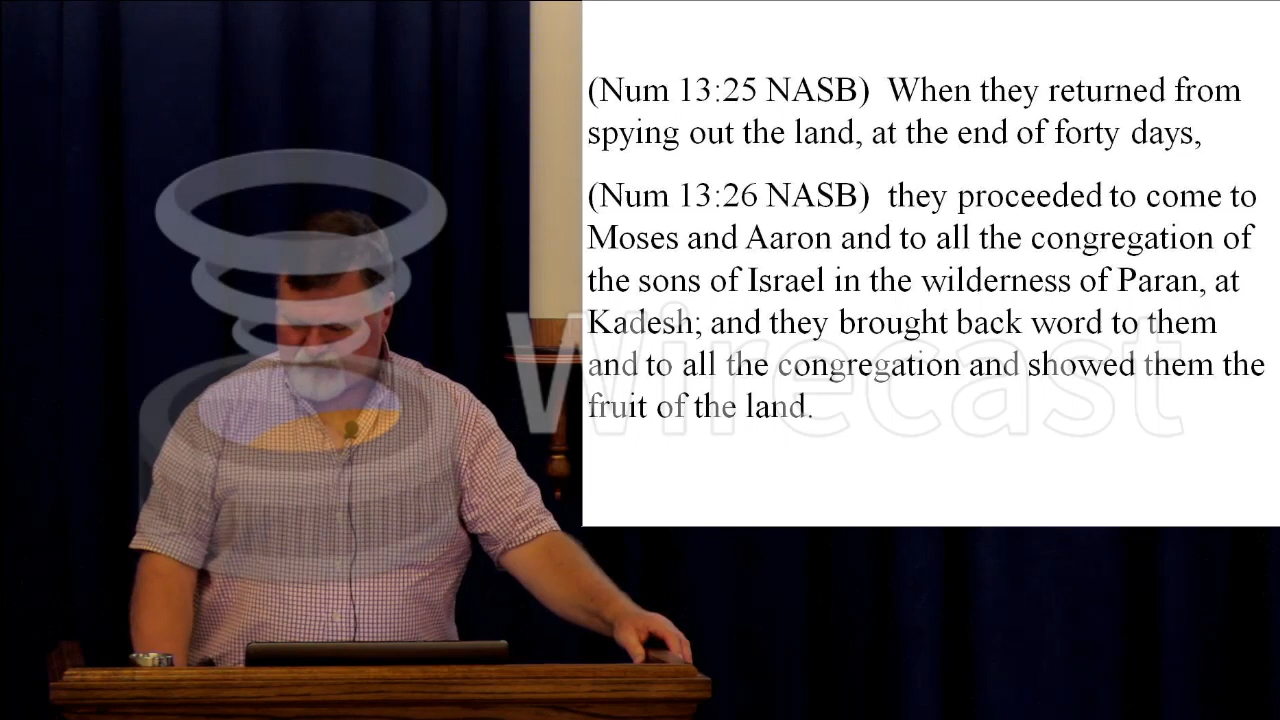 (Num 13:25 NASB) When they returned from
spying out the land, at the end of forty days,
(Num 13:26 NASB) they proceeded to come to
Moses and Aaron and to all the congregation of
the sons of Israel in the wilderness of Paran, at
Kadesh; and they brought back word to them
and to all the congregation and showed them the
fruit of the land.
Wirecast